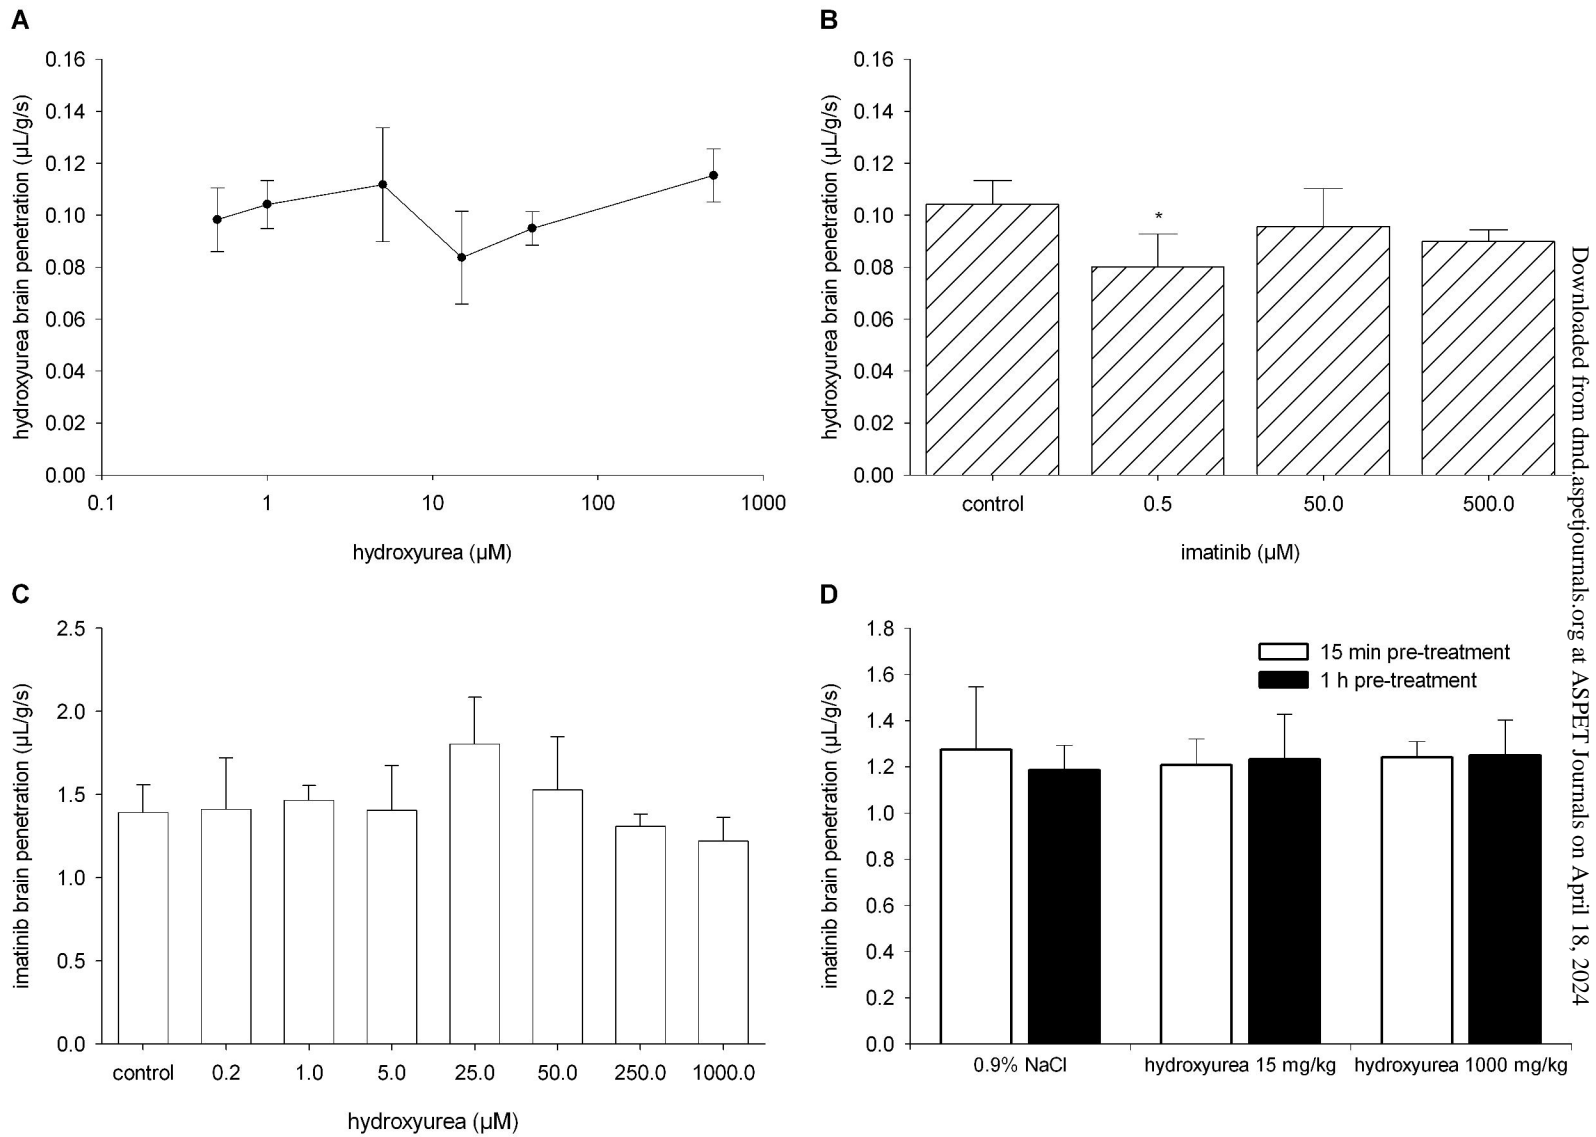 A
hydroxyurea brain penetration (µL/g/s)
0.16
0.14
0.12
0.10
0.08
0.06
0.04
0.02
0.00
0.1 1 10 100 1000
hydroxyurea (µM)
B
hydroxyurea brain penetration (µL/g/s)
0.16
0.14
0.12
0.10
0.08
0.06
0.04
0.02
0.00
*
control 0.5 50.0 500.0
imatinib (µM)
C
imatinib brain penetration (µL/g/s)
2.5
2.0
1.5
1.0
0.5
0.0
control 0.2 1.0 5.0 25.0 50.0 250.0 1000.0
hydroxyurea (µM)
D
imatinib brain penetration (µL/g/s)
1.8
1.6
1.4
1.2
1.0
0.8
0.6
0.4
0.2
0.0
15 min pre-treatment
1 h pre-treatment
0.9% NaCl hydroxyurea 15 mg/kg hydroxyurea 1000 mg/kg
Downloaded from dmd.aspetjournals.org at ASPET Journals on April 18, 2024